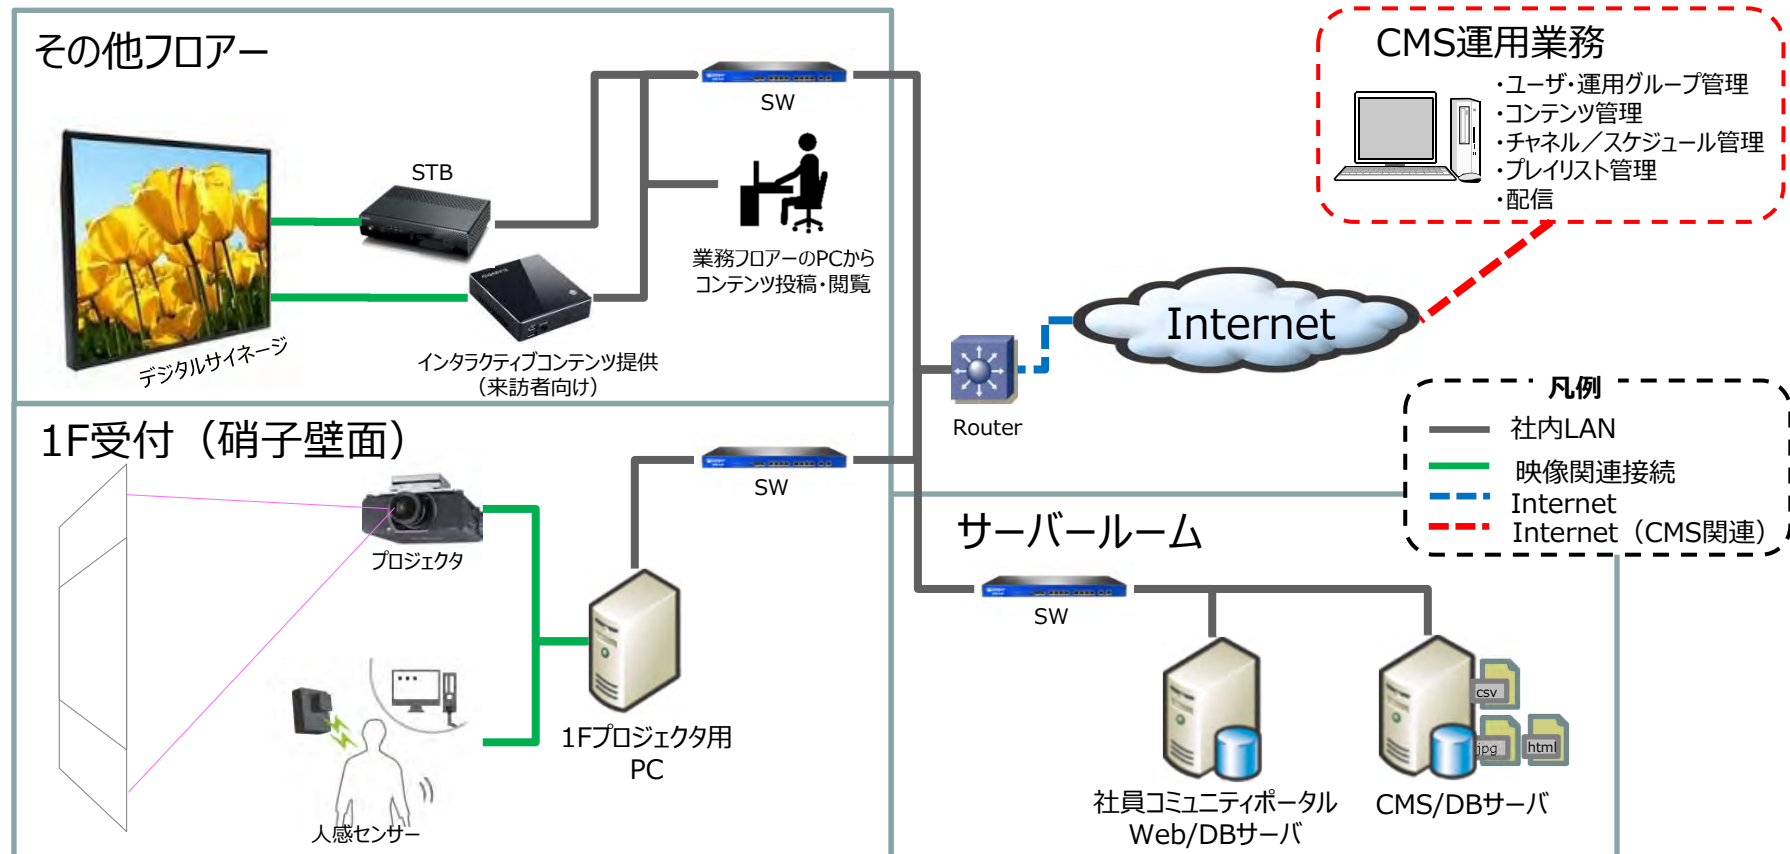 その他フロアー
SW
STB
業務フロアーのPCから
コンテンツ投稿・閲覧
デジタルサイネージ
インタラクティブコンテンツ提供
（来訪者向け）
CMS運用業務
・ユーザ・運用グループ管理
・コンテンツ管理
・チャネル／スケジュール管理
・プレイリスト管理
・配信
Internet
Router
凡例
社内LAN
映像関連接続
Internet
Internet（CMS関連）
1F受付（硝子壁面）
プロジェクタ
SW
1Fプロジェクタ用
PC
人感センサー
サーバールーム
SW
csv
jpg
html
社員コミュニティポータル
Web/DBサーバ
CMS/DBサーバ